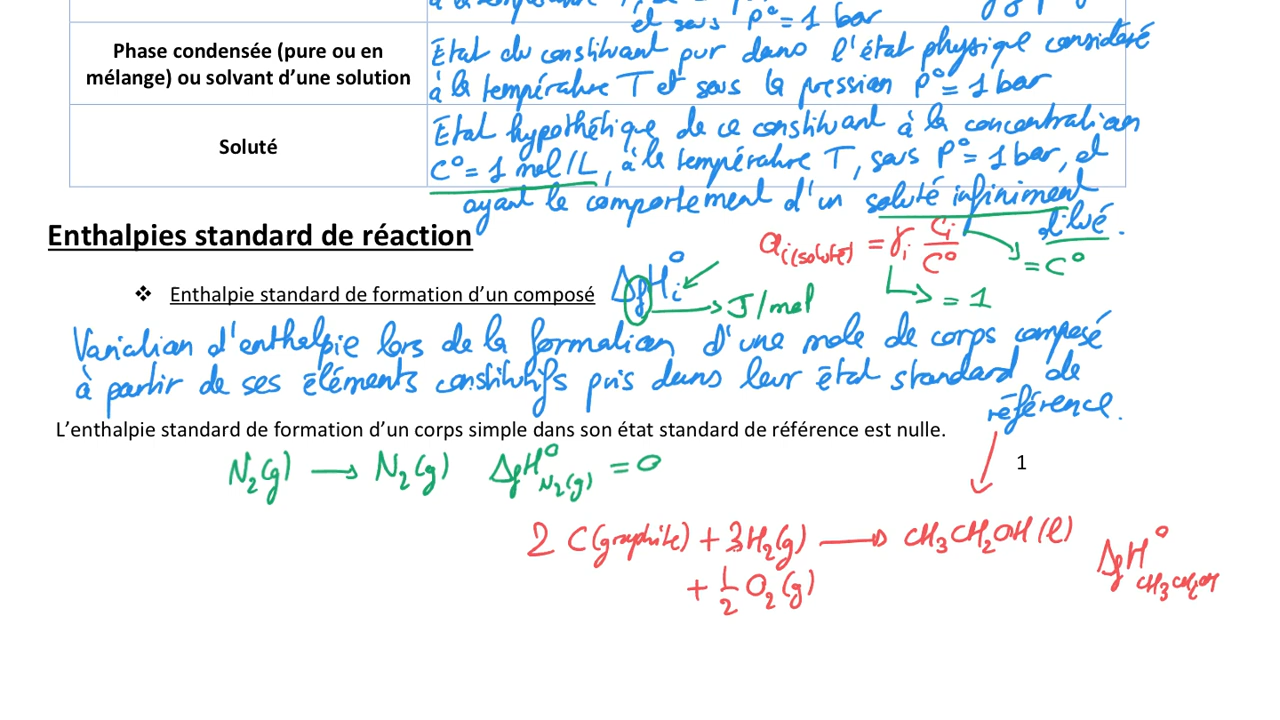 et sous P° = 1 bar
Phase condensée (pure ou en
mélange) ou solvant d'une solution
État du constituant pur dans l'état physique considéré
à la température T et sous la pression P° = 1 bar
Soluté
État hypothétique de ce constituant à la concentration
C° = 1 mol/L, à la température T, sous P° = 1 bar, et
ayant le comportement d'un soluté infiniment
dilué.
Enthalpies standard de réaction
a i(soluté) = γi Ci/C°
= C°
= 1
❖ Enthalpie standard de formation d'un composé
ΔfHi°
J/mol
Variation d'enthalpie lors de la formation d'une mole de corps composé
à partir de ses éléments constitutifs pris dans leur état standard de
référence.
L'enthalpie standard de formation d'un corps simple dans son état standard de référence est nulle.
N₂(g) → N₂(g) ΔfH°N₂(g) = 0
1
2 C(graphite) + 3H₂(g) → CH₃CH₂OH(l)
+ 1/2 O₂(g)
ΔfH°CH₃CH₂OH